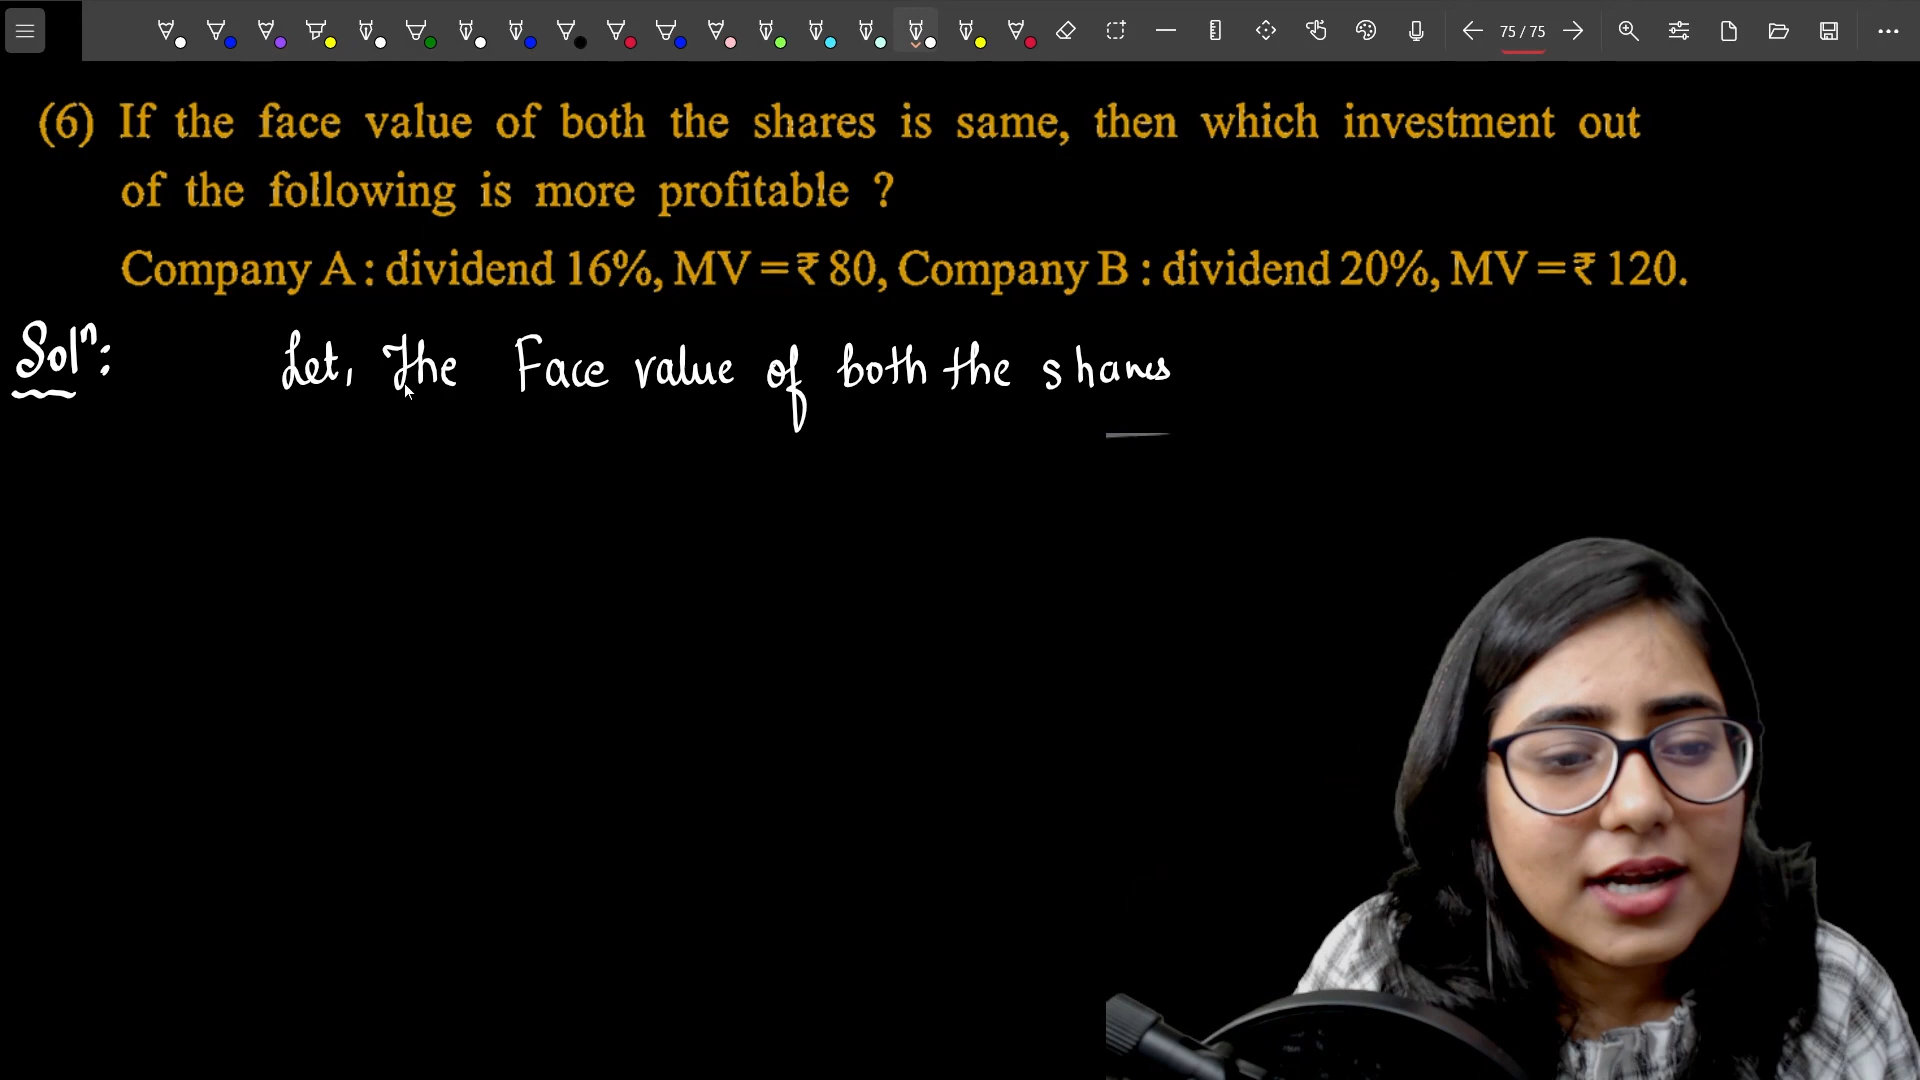 75 / 75
(6) If the face value of both the shares is same, then which investment out
of the following is more profitable ?
Company A : dividend 16%, MV = ₹ 80, Company B : dividend 20%, MV = ₹ 120.
Solⁿ: Let, The Face value of both the shares